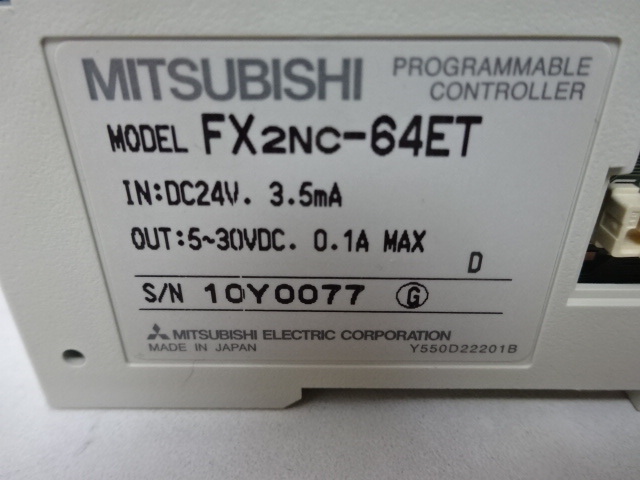 MITSUBISHI PROGRAMMABLE CONTROLLER
MODEL FX2NC-64ET
IN:DC24V. 3.5mA
OUT:5~30VDC. 0.1A MAX
D
S/N 10Y0077 G
MITSUBISHI ELECTRIC CORPORATION
MADE IN JAPAN Y550D22201B